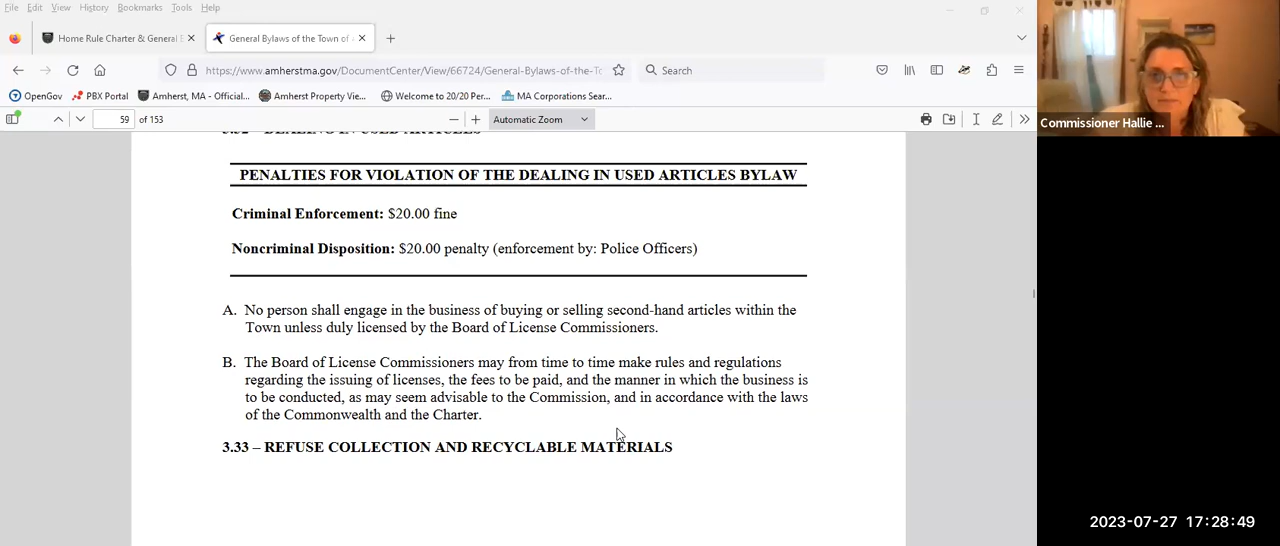 File Edit View History Bookmarks Tools Help
Home Rule Charter & General
General Bylaws of the Town of
https://www.amherstma.gov/DocumentCenter/View/66724/General-Bylaws-of-the-To
Search
OpenGov PBX Portal Amherst, MA - Official... Amherst Property Vie... Welcome to 20/20 Per... MA Corporations Sear...
59 of 153
Automatic Zoom
DEALING IN USED ARTICLES
PENALTIES FOR VIOLATION OF THE DEALING IN USED ARTICLES BYLAW
Criminal Enforcement: $20.00 fine
Noncriminal Disposition: $20.00 penalty (enforcement by: Police Officers)
A. No person shall engage in the business of buying or selling second-hand articles within the
Town unless duly licensed by the Board of License Commissioners.
B. The Board of License Commissioners may from time to time make rules and regulations
regarding the issuing of licenses, the fees to be paid, and the manner in which the business is
to be conducted, as may seem advisable to the Commission, and in accordance with the laws
of the Commonwealth and the Charter.
3.33 – REFUSE COLLECTION AND RECYCLABLE MATERIALS
Commissioner Hallie ...
2023-07-27 17:28:49